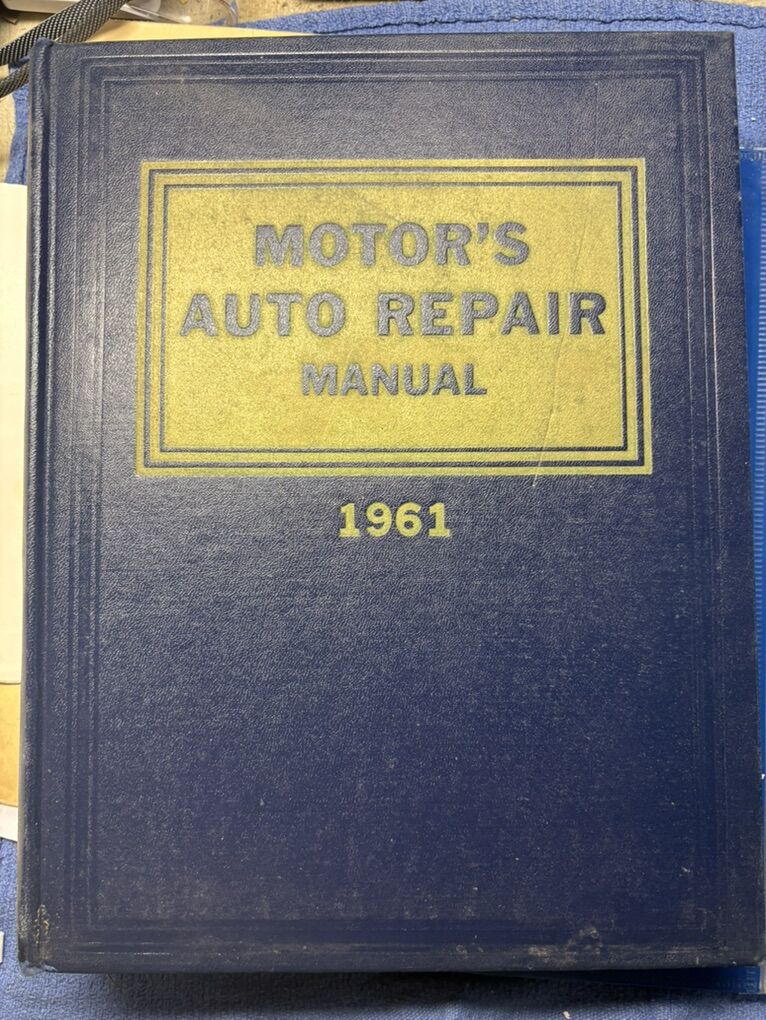 MOTOR'S
AUTO REPAIR
MANUAL
1961